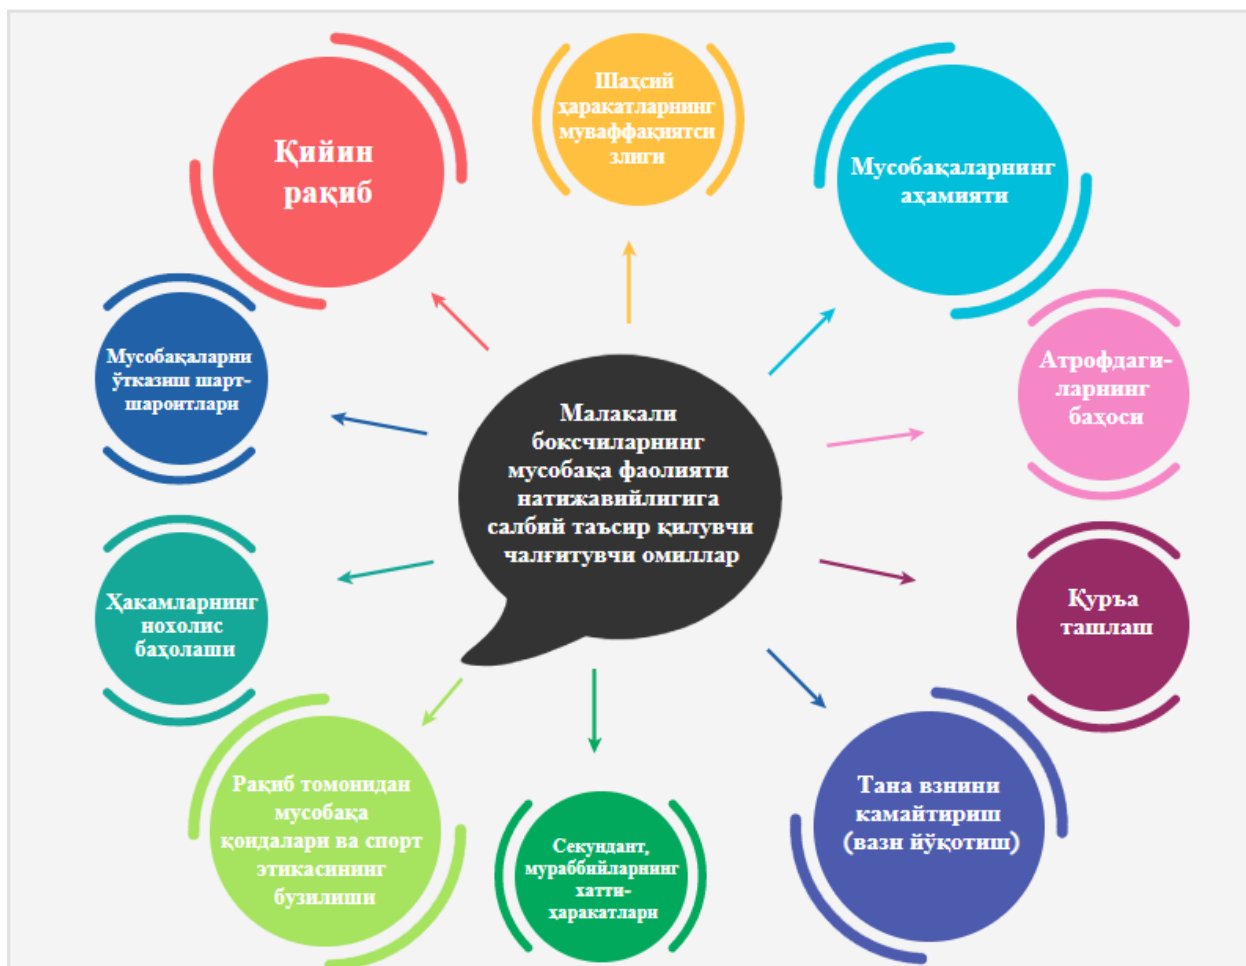 Қийин
рақиб
Шаҳсий
ҳаракатларнинг
муваффақиятси
злиги
Мусобақаларнинг
аҳамияти
Мусобақаларни
ўтказиш шарт-
шароитлари
Атрофдаги-
ларнинг
баҳоси
Малакали
боксчиларнинг
мусобақа фаолияти
натижавийлигига
салбий таъсир қилувчи
чалғитувчи омиллар
Ҳакамларнинг
нохолис
баҳолаши
Қуръа
ташлаш
Рақиб томонидан
мусобақа
қоидалари ва спорт
этикасининг
бузилиши
Секундант,
мураббийларнинг
хатти-
ҳаракатлари
Тана взнини
камайтириш
(вазн йўқотиш)